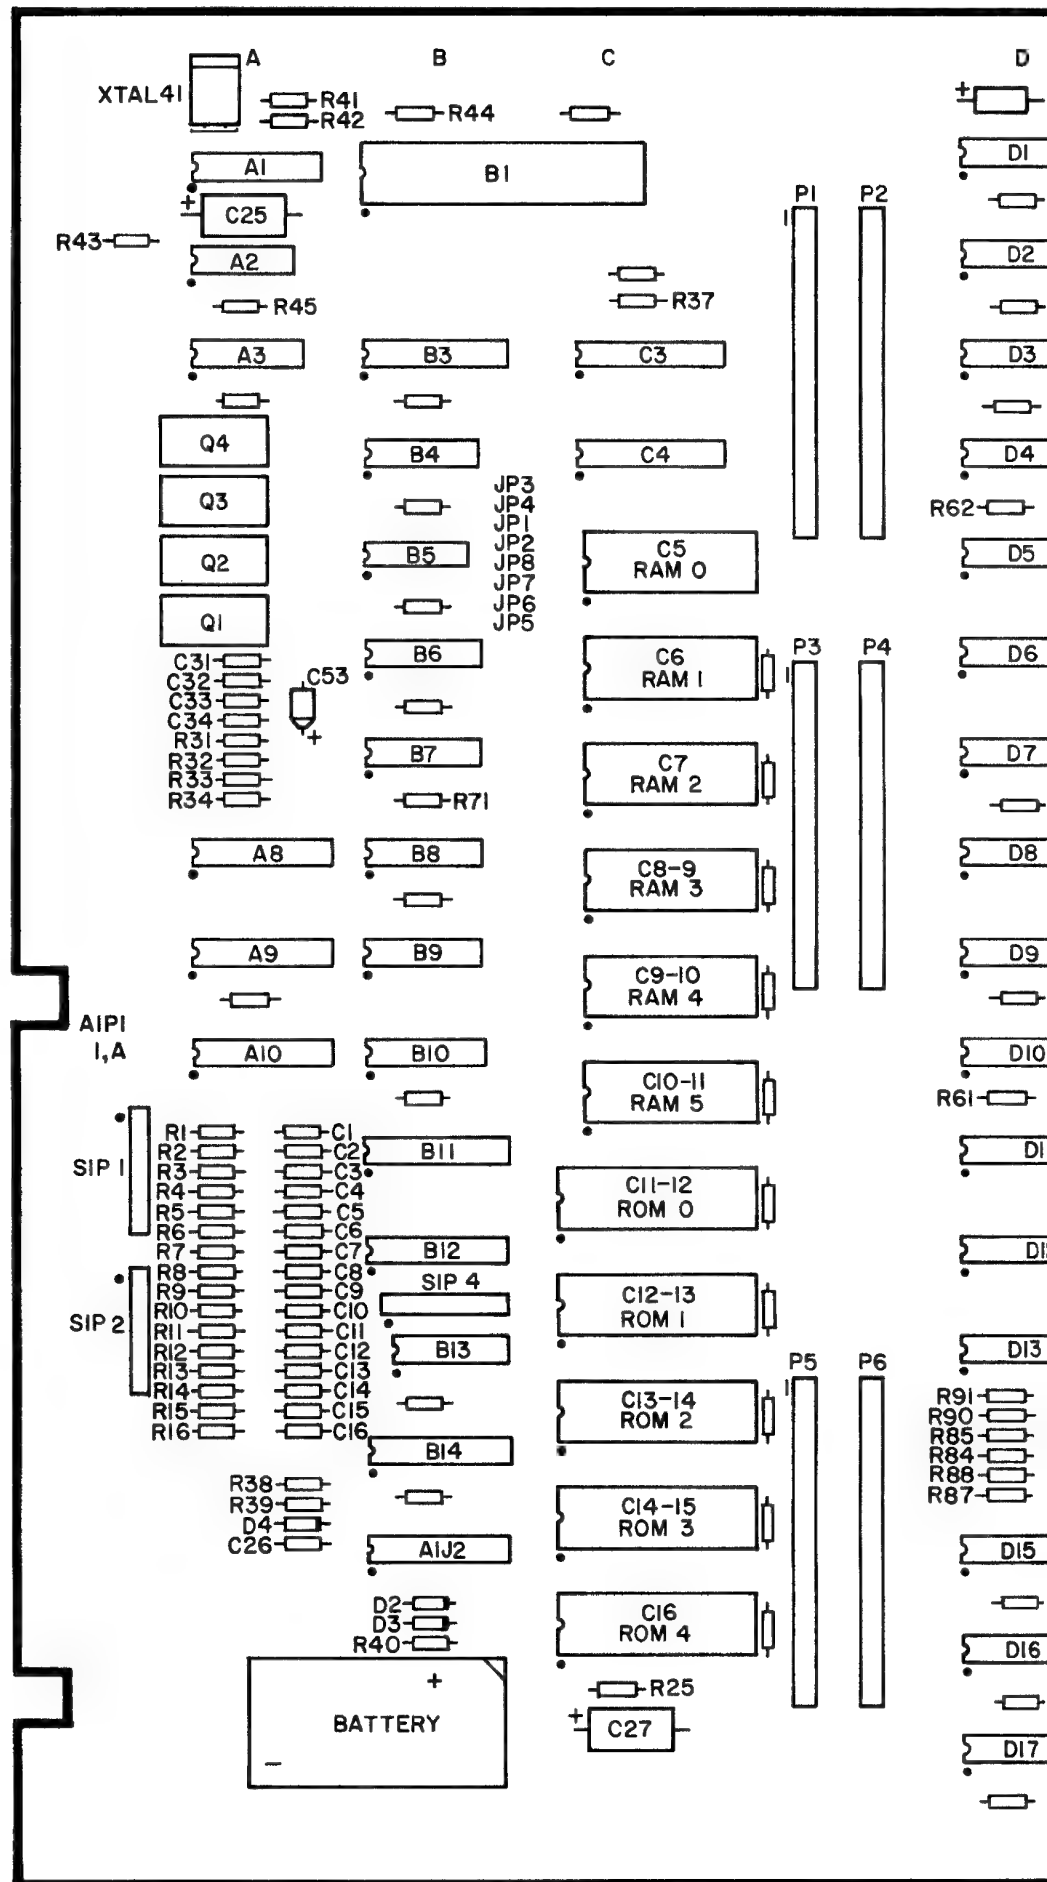 A
B
C
D
XTAL41
R41
R42
R44
+
A1
B1
D1
+
C25
P1
P2
I
R43
A2
D2
R45
R37
A3
B3
C3
D3
Q4
B4
C4
D4
JP3
JP4
JP1
JP2
JP8
JP7
JP6
JP5
Q3
R62
Q2
B5
C5
RAM 0
D5
Q1
B6
C6
RAM 1
P3
P4
I
D6
C31
C32
C33
C34
R31
R32
R33
R34
C53
+
B7
C7
RAM 2
D7
R71
A8
B8
C8-9
RAM 3
D8
A9
B9
C9-10
RAM 4
D9
A1P1
1,A
A10
B10
C10-11
RAM 5
D10
R61
SIP 1
R1
R2
R3
R4
R5
R6
R7
R8
R9
R10
R11
R12
R13
R14
R15
R16
C1
C2
C3
C4
C5
C6
C7
C8
C9
C10
C11
C12
C13
C14
C15
C16
B11
C11-12
ROM 0
B12
SIP 4
SIP 2
C12-13
ROM 1
B13
D13
P5
P6
I
C13-14
ROM 2
R91
R90
R85
R84
R88
R87
B14
R38
R39
D4
C26
C14-15
ROM 3
A1J2
D15
D2
D3
R40
C16
ROM 4
D16
+
BATTERY
–
R25
+
C27
D17